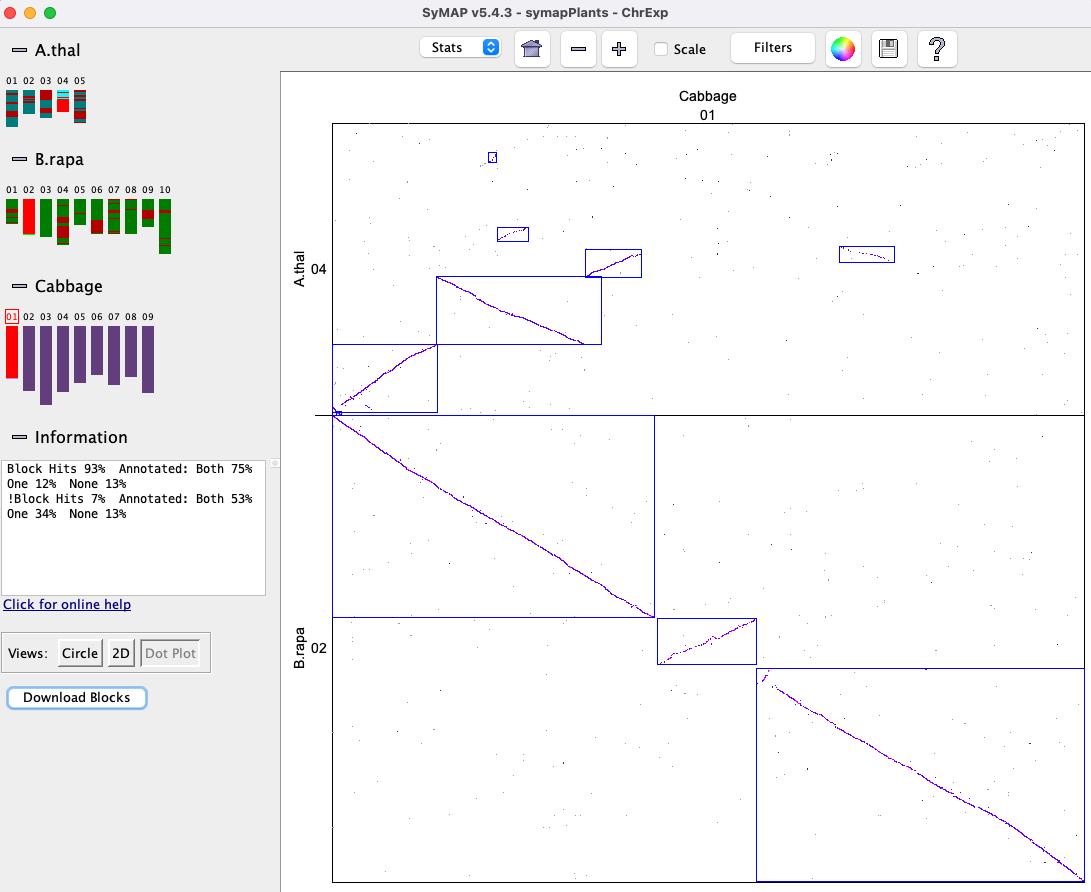 SyMAP v5.4.3 - symapPlants - ChrExp
Stats
Scale
Filters
?
A.thal
01 02 03 04 05
B.rapa
01 02 03 04 05 06 07 08 09 10
Cabbage
01 02 03 04 05 06 07 08 09
Information
Block Hits 93%  Annotated: Both 75%
One 12%  None 13%
!Block Hits 7%  Annotated: Both 53%
One 34%  None 13%
Click for online help
Views: Circle 2D Dot Plot
Download Blocks
Cabbage
01
A.thal
04
B.rapa
02